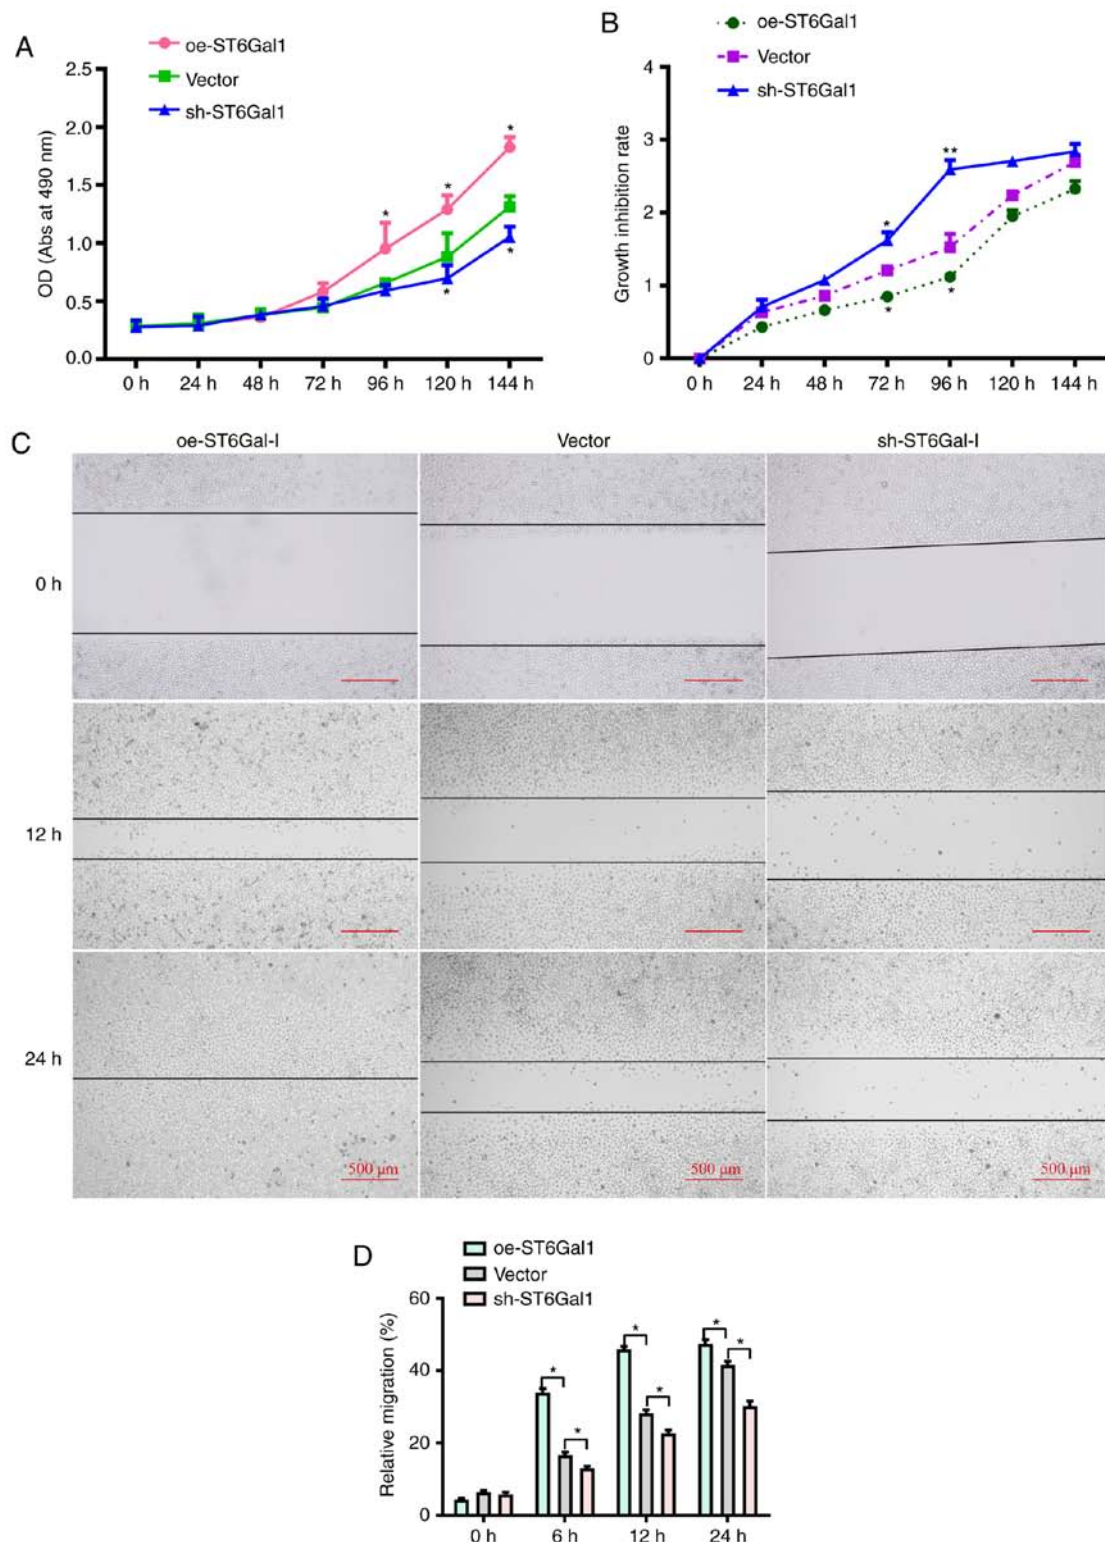 A
oe-ST6Gal1
Vector
sh-ST6Gal1
OD (Abs at 490 nm)
2.5
2.0
1.5
1.0
0.5
0.0
* * * * *
0 h 24 h 48 h 72 h 96 h 120 h 144 h
B
oe-ST6Gal1
Vector
sh-ST6Gal1
Growth inhibition rate
4
3
2
1
0
** * * *
0 h 24 h 48 h 72 h 96 h 120 h 144 h
C
oe-ST6Gal-I Vector sh-ST6Gal-I
0 h
12 h
24 h
500 µm 500 µm 500 µm
D
oe-ST6Gal1
Vector
sh-ST6Gal1
Relative migration (%)
60
40
20
0
* * * * * *
0 h 6 h 12 h 24 h